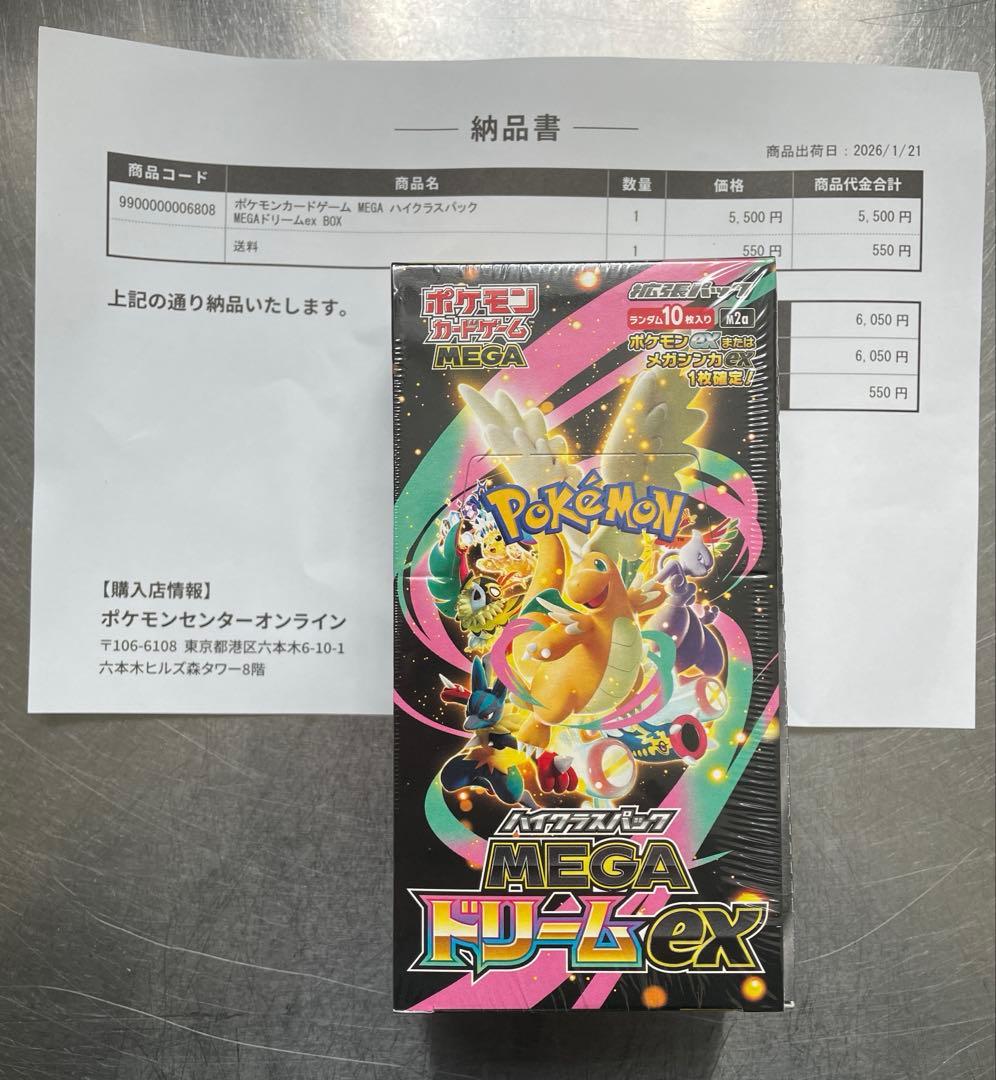 納品書
商品出荷日：2026/1/21
商品コード 商品名 数量 価格 商品代金合計
9900000006808 ポケモンカードゲーム MEGA ハイクラスパック 1 5,500 円 5,500 円
MEGAドリームex BOX
送料 1 550 円 550 円
上記の通り納品いたします。
6,050 円
6,050 円
550 円
【購入店情報】
ポケモンセンターオンライン
〒106-6108 東京都港区六本木6-10-1
六本木ヒルズ森タワー8階
ポケモン
カードゲーム
MEGA
拡張パック
ランダム10枚入り M2a
ポケモンexまたは
メガシンカex
1枚確定!
POKéMON
TM
ハイクラスパック
MEGA
ドリームex